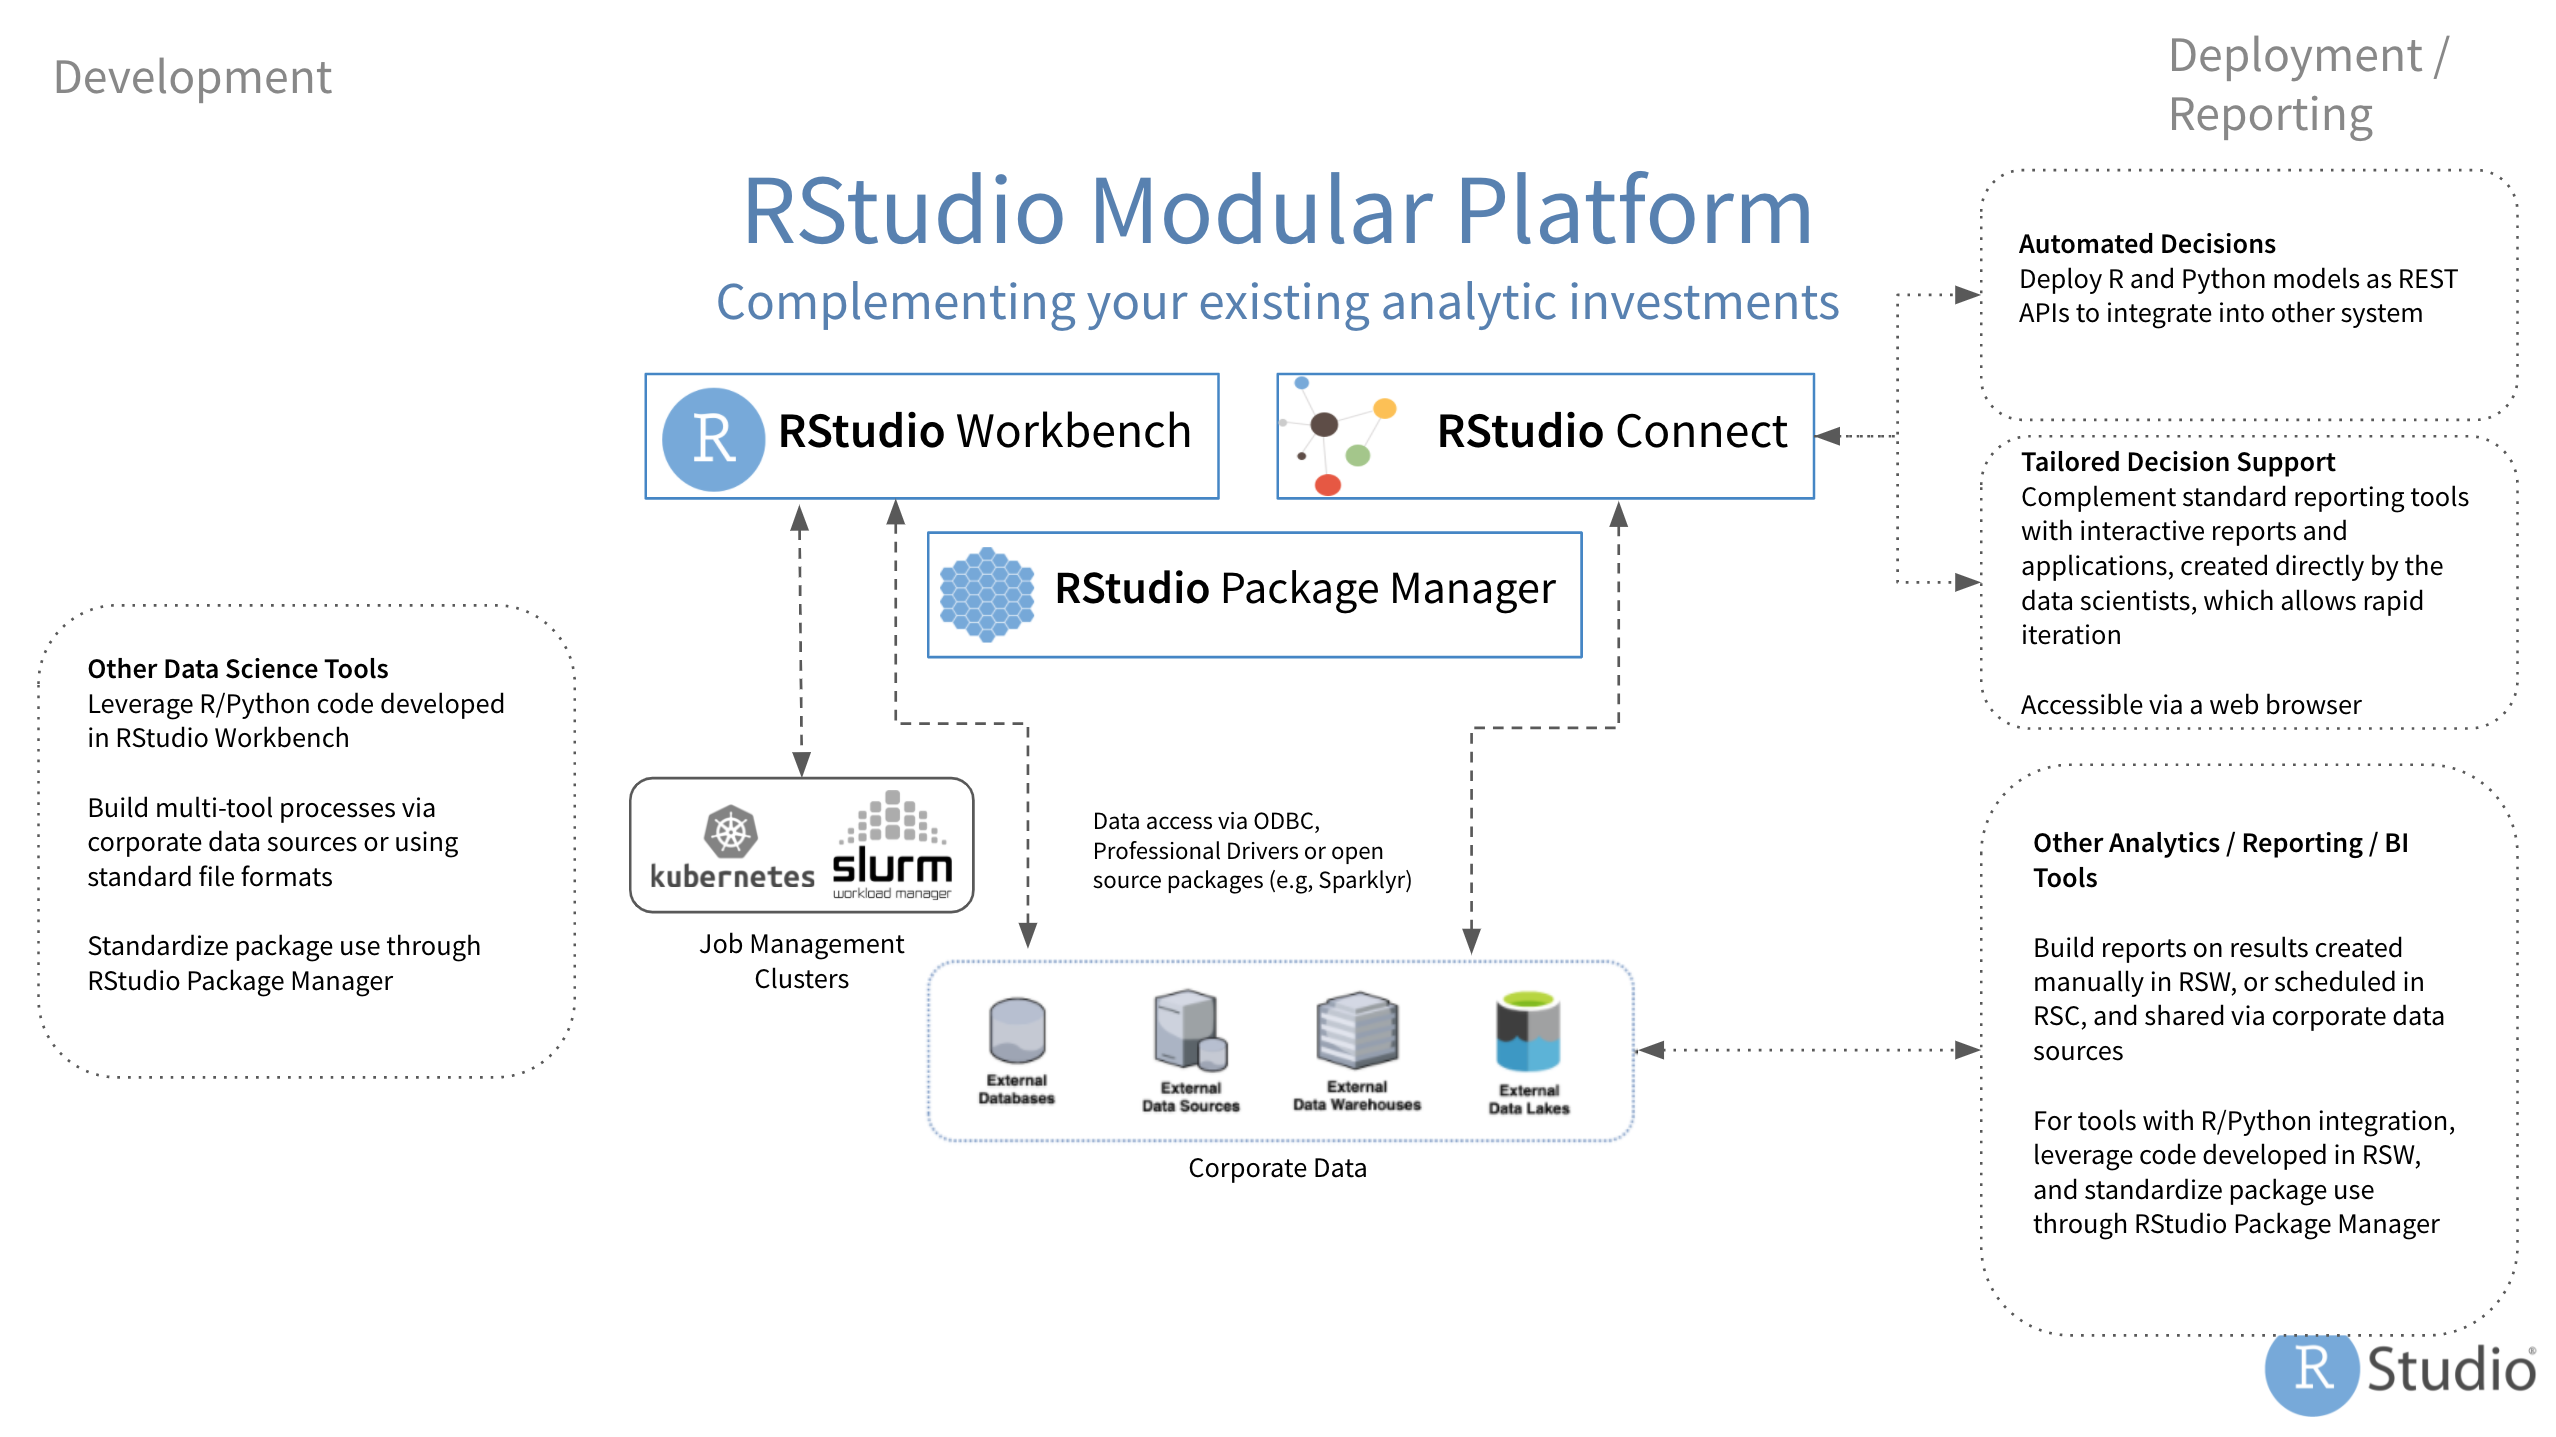 Development
Deployment /
Reporting
RStudio Modular Platform
Complementing your existing analytic investments
R
RStudio Workbench
RStudio Connect
RStudio Package Manager
Automated Decisions
Deploy R and Python models as REST
APIs to integrate into other system
Tailored Decision Support
Complement standard reporting tools
with interactive reports and
applications, created directly by the
data scientists, which allows rapid
iteration
Accessible via a web browser
Other Data Science Tools
Leverage R/Python code developed
in RStudio Workbench
Build multi-tool processes via
corporate data sources or using
standard file formats
Standardize package use through
RStudio Package Manager
kubernetes
slurm
workload manager
Job Management
Clusters
Data access via ODBC,
Professional Drivers or open
source packages (e.g, Sparklyr)
External
Databases
External
Data Sources
External
Data Warehouses
External
Data Lakes
Corporate Data
Other Analytics / Reporting / BI
Tools
Build reports on results created
manually in RSW, or scheduled in
RSC, and shared via corporate data
sources
For tools with R/Python integration,
leverage code developed in RSW,
and standardize package use
through RStudio Package Manager
R Studio®